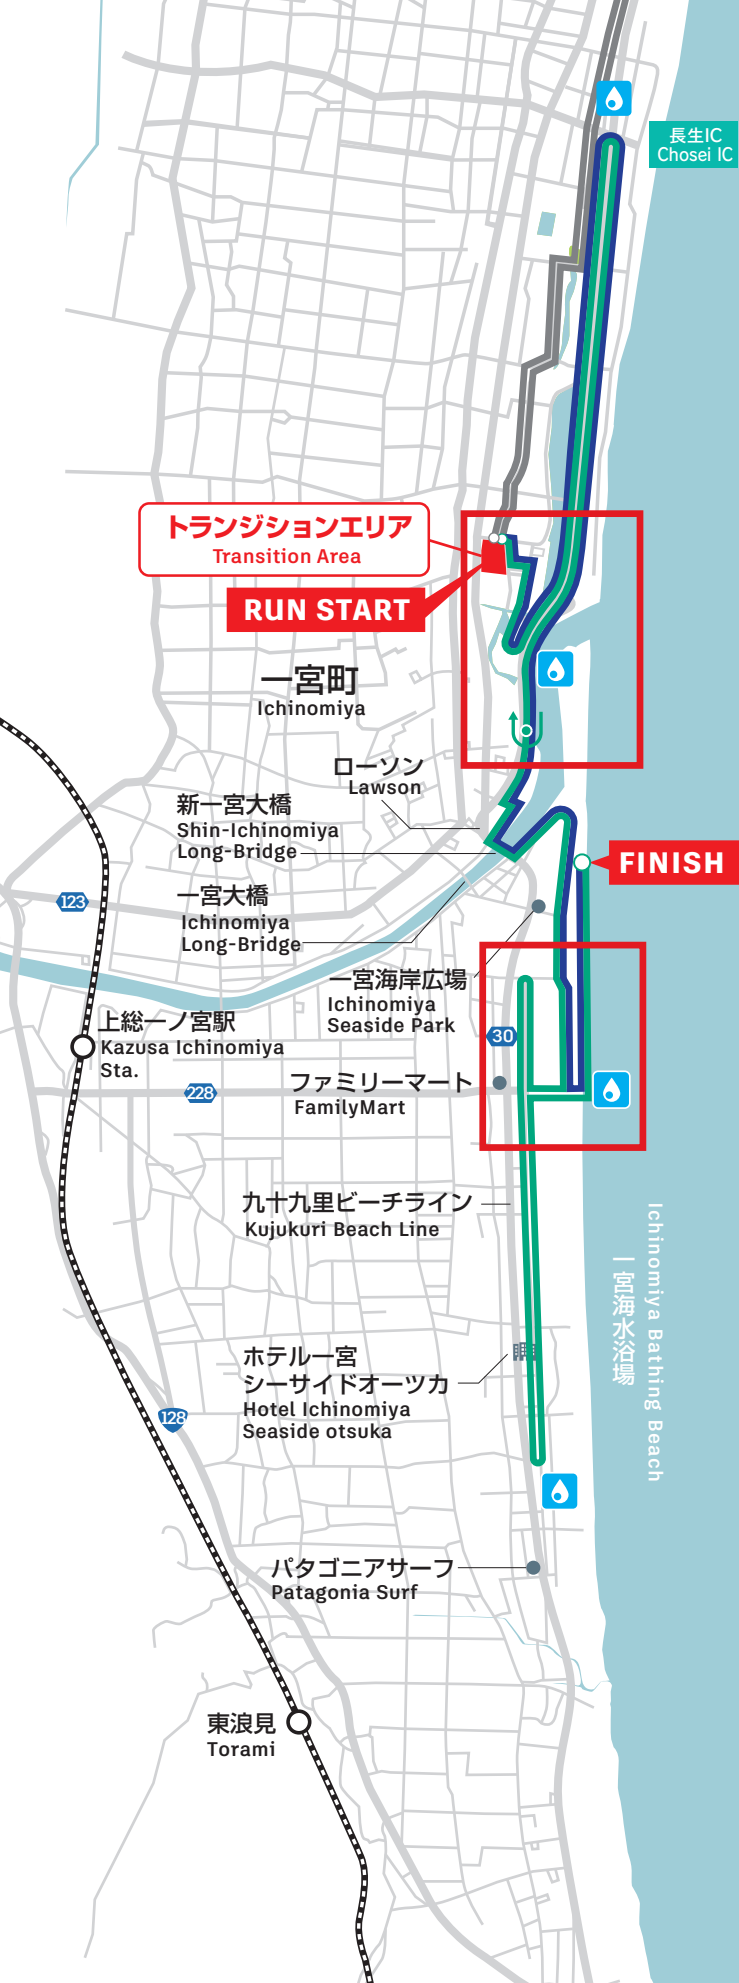 長生IC
Chosei IC
トランジションエリア
Transition Area
RUN START
一宮町
Ichinomiya
ローソン
Lawson
新一宮大橋
Shin-Ichinomiya
Long-Bridge
FINISH
123
一宮大橋
Ichinomiya
Long-Bridge
一宮海岸広場
Ichinomiya
Seaside Park
上総一ノ宮駅
Kazusa Ichinomiya
Sta.
30
228
ファミリーマート
FamilyMart
九十九里ビーチライン
Kujukuri Beach Line
Ichinomiya Bathing Beach
一宮海水浴場
ホテル一宮
シーサイドオーツカ
Hotel Ichinomiya
Seaside otsuka
128
パタゴニアサーフ
Patagonia Surf
東浪見
Torami